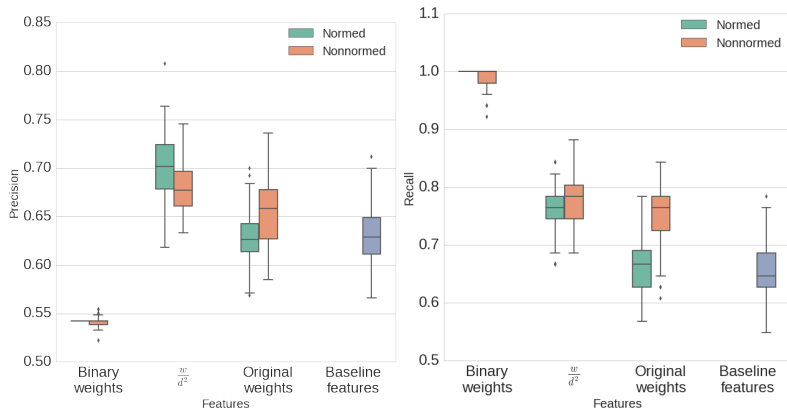 0.85
0.80
0.75
0.70
0.65
0.60
0.55
0.50
Precision
Normed
Nonnormed
Binary
weights
w
d²
Original
weights
Baseline
features
Features
1.1
1.0
0.9
0.8
0.7
0.6
0.5
Recall
Normed
Nonnormed
Binary
weights
w
d²
Original
weights
Baseline
features
Features